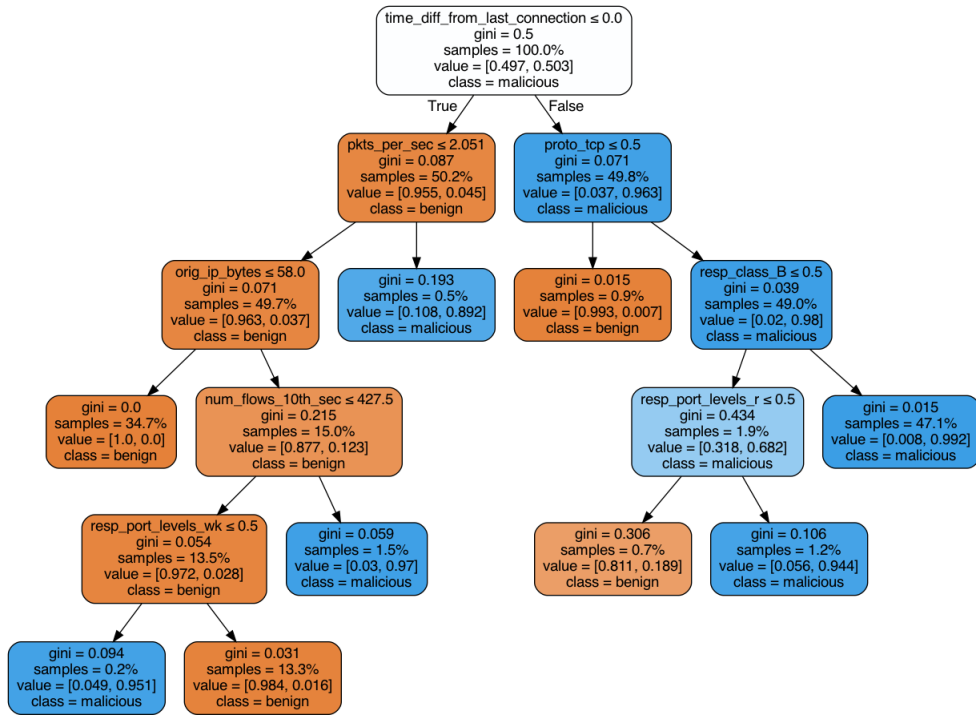 time_diff_from_last_connection ≤ 0.0
gini = 0.5
samples = 100.0%
value = [0.497, 0.503]
class = malicious
True
False
pkts_per_sec ≤ 2.051
gini = 0.087
samples = 50.2%
value = [0.955, 0.045]
class = benign
proto_tcp ≤ 0.5
gini = 0.071
samples = 49.8%
value = [0.037, 0.963]
class = malicious
orig_ip_bytes ≤ 58.0
gini = 0.071
samples = 49.7%
value = [0.963, 0.037]
class = benign
gini = 0.193
samples = 0.5%
value = [0.108, 0.892]
class = malicious
gini = 0.015
samples = 0.9%
value = [0.993, 0.007]
class = benign
resp_class_B ≤ 0.5
gini = 0.039
samples = 49.0%
value = [0.02, 0.98]
class = malicious
gini = 0.0
samples = 34.7%
value = [1.0, 0.0]
class = benign
num_flows_10th_sec ≤ 427.5
gini = 0.215
samples = 15.0%
value = [0.877, 0.123]
class = benign
resp_port_levels_r ≤ 0.5
gini = 0.434
samples = 1.9%
value = [0.318, 0.682]
class = malicious
gini = 0.015
samples = 47.1%
value = [0.008, 0.992]
class = malicious
resp_port_levels_wk ≤ 0.5
gini = 0.054
samples = 13.5%
value = [0.972, 0.028]
class = benign
gini = 0.059
samples = 1.5%
value = [0.03, 0.97]
class = malicious
gini = 0.306
samples = 0.7%
value = [0.811, 0.189]
class = benign
gini = 0.106
samples = 1.2%
value = [0.056, 0.944]
class = malicious
gini = 0.094
samples = 0.2%
value = [0.049, 0.951]
class = malicious
gini = 0.031
samples = 13.3%
value = [0.984, 0.016]
class = benign